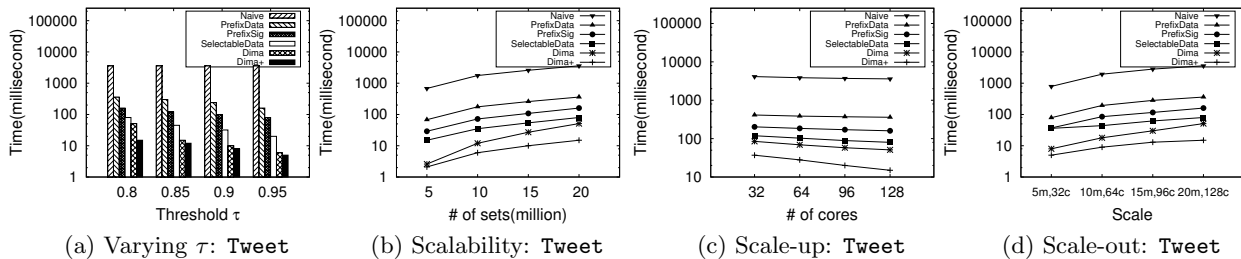 Time(millisecond)
100000
10000
1000
100
10
1
0.8 0.85 0.9 0.95
Threshold τ
Naive
PrefixData
PrefixSig
SelectableData
Dima
Dima+
(a) Varying τ: Tweet
Time(millisecond)
100000
10000
1000
100
10
1
5 10 15 20
# of sets(million)
Naive
PrefixData
PrefixSig
SelectableData
Dima
Dima+
(b) Scalability: Tweet
Time(millisecond)
100000
10000
1000
100
10
32 64 96 128
# of cores
Naive
PrefixData
PrefixSig
SelectableData
Dima
Dima+
(c) Scale-up: Tweet
Time(millisecond)
100000
10000
1000
100
10
1
5m,32c 10m,64c 15m,96c 20m,128c
Scale
Naive
PrefixData
PrefixSig
SelectableData
Dima
Dima+
(d) Scale-out: Tweet